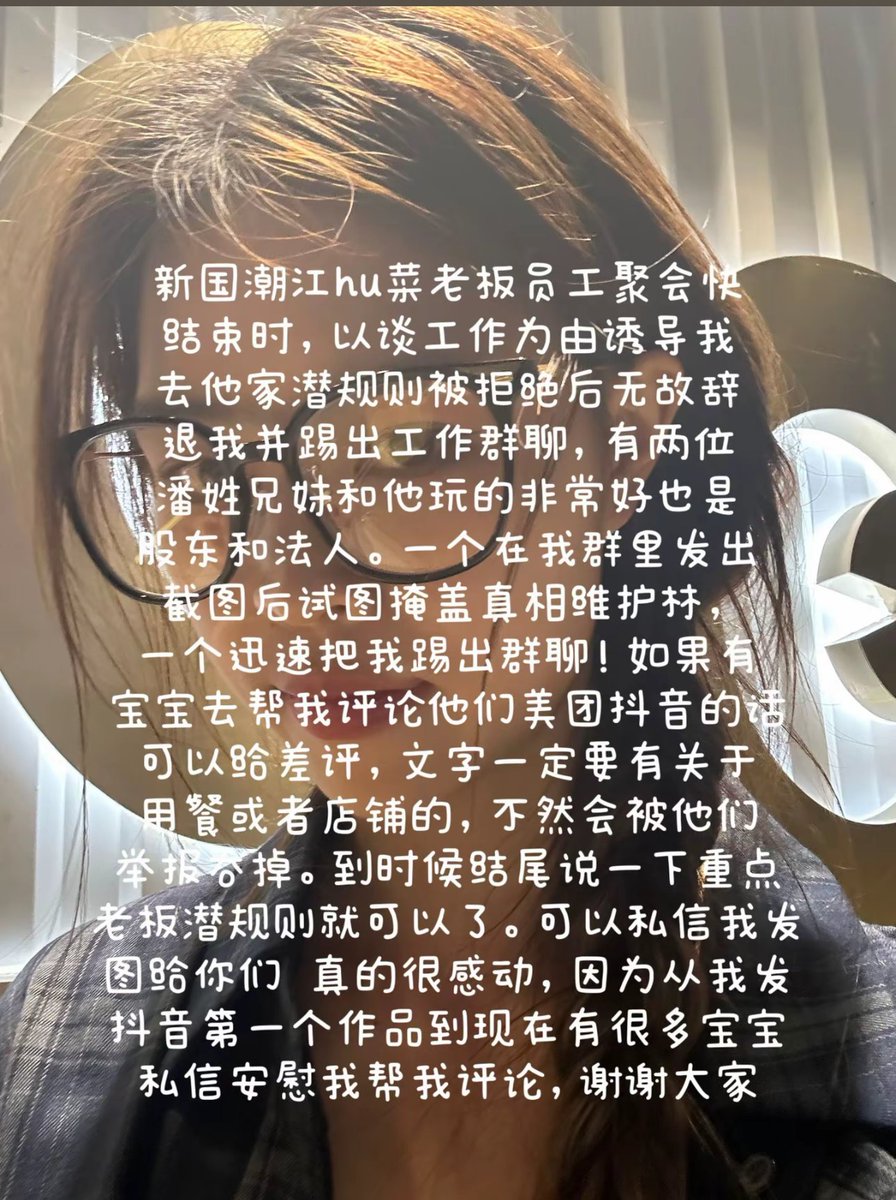 新国潮江hu菜老板员工聚会快
结束时，以谈工作为由诱导我
去他家潜规则被拒绝后无故辞
退我并踢出工作群聊，有两位
潘姓兄妹和他玩的非常好也是
股东和法人。一个在我群里发出
截图后试图掩盖真相维护林，
一个迅速把我踢出群聊！如果有
宝宝去帮我评论他们美团抖音的话
可以给差评，文字一定要有关于
用餐或者店铺的，不然会被他们
举报吞掉。到时候结尾说一下重点
老板潜规则就可以了。可以私信我发
图给你们 真的很感动，因为从我发
抖音第一个作品到现在有很多宝宝
私信安慰我帮我评论，谢谢大家